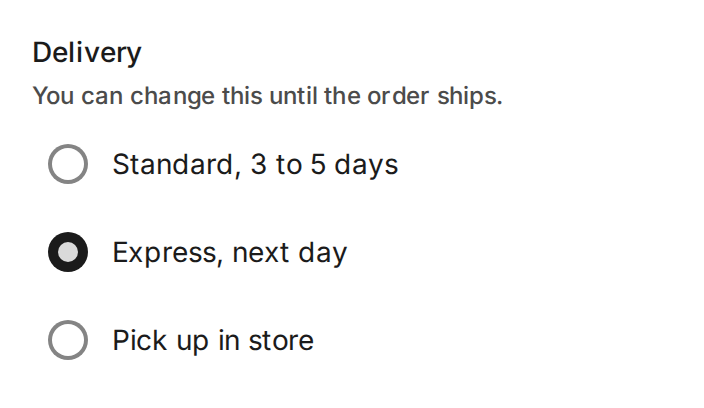 Delivery
You can change this until the order ships.
Standard, 3 to 5 days
Express, next day
Pick up in store